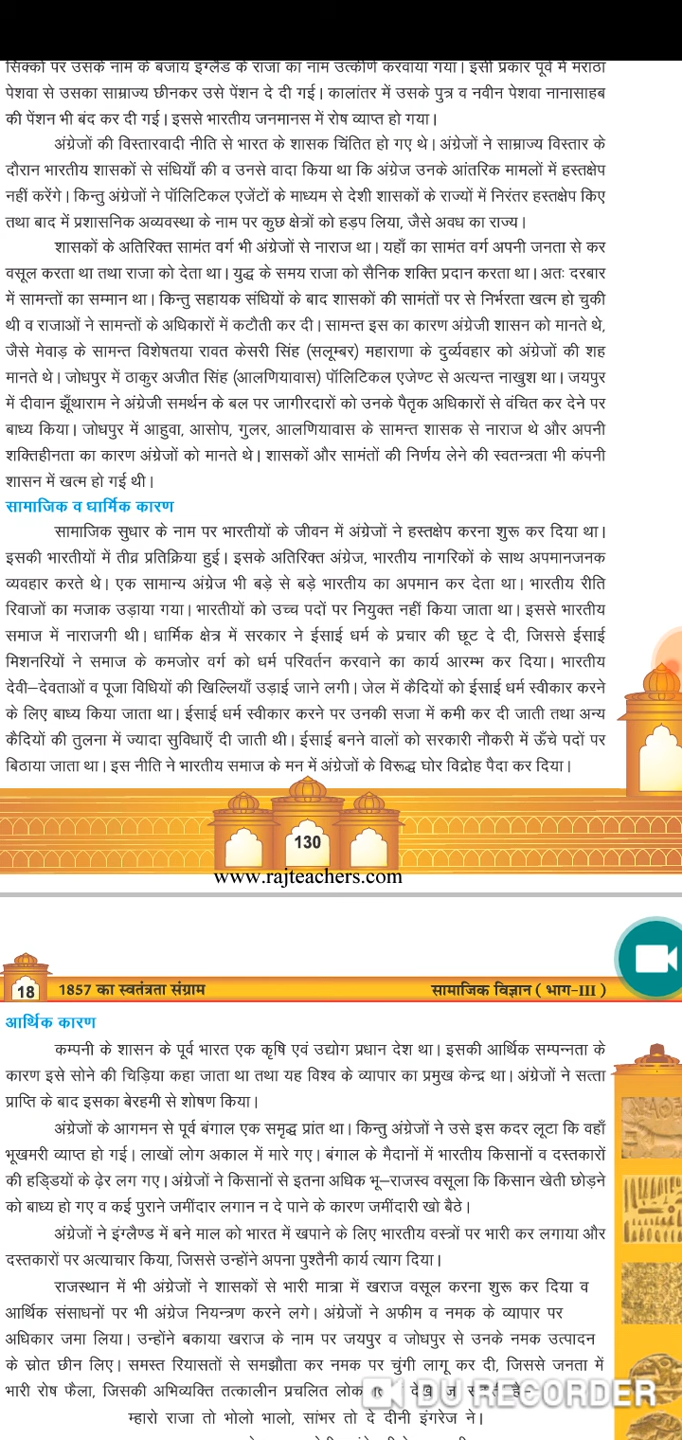 सिक्कों पर उसके नाम के बजाय इंग्लैंड के राजा का नाम उत्कीर्ण करवाया गया। इसी प्रकार पूर्व में मराठा
पेशवा से उसका साम्राज्य छीनकर उसे पेंशन दे दी गई। कालांतर में उसके पुत्र व नवीन पेशवा नानासाहब
की पेंशन भी बंद कर दी गई। इससे भारतीय जनमानस में रोष व्याप्त हो गया।
अंग्रेजों की विस्तारवादी नीति से भारत के शासक चिंतित हो गए थे। अंग्रेजों ने साम्राज्य विस्तार के
दौरान भारतीय शासकों से संधियाँ की व उनसे वादा किया था कि अंग्रेज उनके आंतरिक मामलों में हस्तक्षेप
नहीं करेंगे। किन्तु अंग्रेजों ने पॉलिटिकल एजेंटों के माध्यम से देशी शासकों के राज्यों में निरंतर हस्तक्षेप किए
तथा बाद में प्रशासनिक अव्यवस्था के नाम पर कुछ क्षेत्रों को हड़प लिया, जैसे अवध का राज्य।
शासकों के अतिरिक्त सामंत वर्ग भी अंग्रेजों से नाराज था। यहाँ का सामंत वर्ग अपनी जनता से कर
वसूल करता था तथा राजा को देता था। युद्ध के समय राजा को सैनिक शक्ति प्रदान करता था। अतः दरबार
में सामन्तों का सम्मान था। किन्तु सहायक संधियों के बाद शासकों की सामंतों पर से निर्भरता खत्म हो चुकी
थी व राजाओं ने सामन्तों के अधिकारों में कटौती कर दी। सामन्त इस का कारण अंग्रेजी शासन को मानते थे,
जैसे मेवाड़ के सामन्त विशेषतया रावत केसरी सिंह (सलूम्बर) महाराणा के दुर्व्यवहार को अंग्रेजों की शह
मानते थे। जोधपुर में ठाकुर अजीत सिंह (आलणियावास) पॉलिटिकल एजेण्ट से अत्यन्त नाखुश था। जयपुर
में दीवान झूँथाराम ने अंग्रेजी समर्थन के बल पर जागीरदारों को उनके पैतृक अधिकारों से वंचित कर देने पर
बाध्य किया। जोधपुर में आहुवा, आसोप, गुलर, आलणियावास के सामन्त शासक से नाराज थे और अपनी
शक्तिहीनता का कारण अंग्रेजों को मानते थे। शासकों और सामंतों की निर्णय लेने की स्वतन्त्रता भी कंपनी
शासन में खत्म हो गई थी।
सामाजिक व धार्मिक कारण
सामाजिक सुधार के नाम पर भारतीयों के जीवन में अंग्रेजों ने हस्तक्षेप करना शुरू कर दिया था।
इसकी भारतीयों में तीव्र प्रतिक्रिया हुई। इसके अतिरिक्त अंग्रेज, भारतीय नागरिकों के साथ अपमानजनक
व्यवहार करते थे। एक सामान्य अंग्रेज भी बड़े से बड़े भारतीय का अपमान कर देता था। भारतीय रीति
रिवाजों का मजाक उड़ाया गया। भारतीयों को उच्च पदों पर नियुक्त नहीं किया जाता था। इससे भारतीय
समाज में नाराजगी थी। धार्मिक क्षेत्र में सरकार ने ईसाई धर्म के प्रचार की छूट दे दी, जिससे ईसाई
मिशनरियों ने समाज के कमजोर वर्ग को धर्म परिवर्तन करवाने का कार्य आरम्भ कर दिया। भारतीय
देवी–देवताओं व पूजा विधियों की खिल्लियाँ उड़ाई जाने लगी। जेल में कैदियों को ईसाई धर्म स्वीकार करने
के लिए बाध्य किया जाता था। ईसाई धर्म स्वीकार करने पर उनकी सजा में कमी कर दी जाती तथा अन्य
कैदियों की तुलना में ज्यादा सुविधाएँ दी जाती थी। ईसाई बनने वालों को सरकारी नौकरी में ऊँचे पदों पर
बिठाया जाता था। इस नीति ने भारतीय समाज के मन में अंग्रेजों के विरूद्ध घोर विद्रोह पैदा कर दिया।
130
www.rajteachers.com
18 1857 का स्वतंत्रता संग्राम सामाजिक विज्ञान ( भाग-III )
आर्थिक कारण
कम्पनी के शासन के पूर्व भारत एक कृषि एवं उद्योग प्रधान देश था। इसकी आर्थिक सम्पन्नता के
कारण इसे सोने की चिड़िया कहा जाता था तथा यह विश्व के व्यापार का प्रमुख केन्द्र था। अंग्रेजों ने सत्ता
प्राप्ति के बाद इसका बेरहमी से शोषण किया।
अंग्रेजों के आगमन से पूर्व बंगाल एक समृद्ध प्रांत था। किन्तु अंग्रेजों ने उसे इस कदर लूटा कि वहाँ
भूखमरी व्याप्त हो गई। लाखों लोग अकाल में मारे गए। बंगाल के मैदानों में भारतीय किसानों व दस्तकारों
की हड्डियों के ढ़ेर लग गए। अंग्रेजों ने किसानों से इतना अधिक भू–राजस्व वसूला कि किसान खेती छोड़ने
को बाध्य हो गए व कई पुराने जमींदार लगान न दे पाने के कारण जमींदारी खो बैठे।
अंग्रेजों ने इंग्लैण्ड में बने माल को भारत में खपाने के लिए भारतीय वस्त्रों पर भारी कर लगाया और
दस्तकारों पर अत्याचार किया, जिससे उन्होंने अपना पुश्तैनी कार्य त्याग दिया।
राजस्थान में भी अंग्रेजों ने शासकों से भारी मात्रा में खराज वसूल करना शुरू कर दिया व
आर्थिक संसाधनों पर भी अंग्रेज नियन्त्रण करने लगे। अंग्रेजों ने अफीम व नमक के व्यापार पर
अधिकार जमा लिया। उन्होंने बकाया खराज के नाम पर जयपुर व जोधपुर से उनके नमक उत्पादन
के स्रोत छीन लिए। समस्त रियासतों से समझौता कर नमक पर चुंगी लागू कर दी, जिससे जनता में
भारी रोष फैला, जिसकी अभिव्यक्ति तत्कालीन प्रचलित लोक
DU RECORDER
म्हारो राजा तो भोलो भालो, सांभर तो दे दीनी इंगरेज ने।